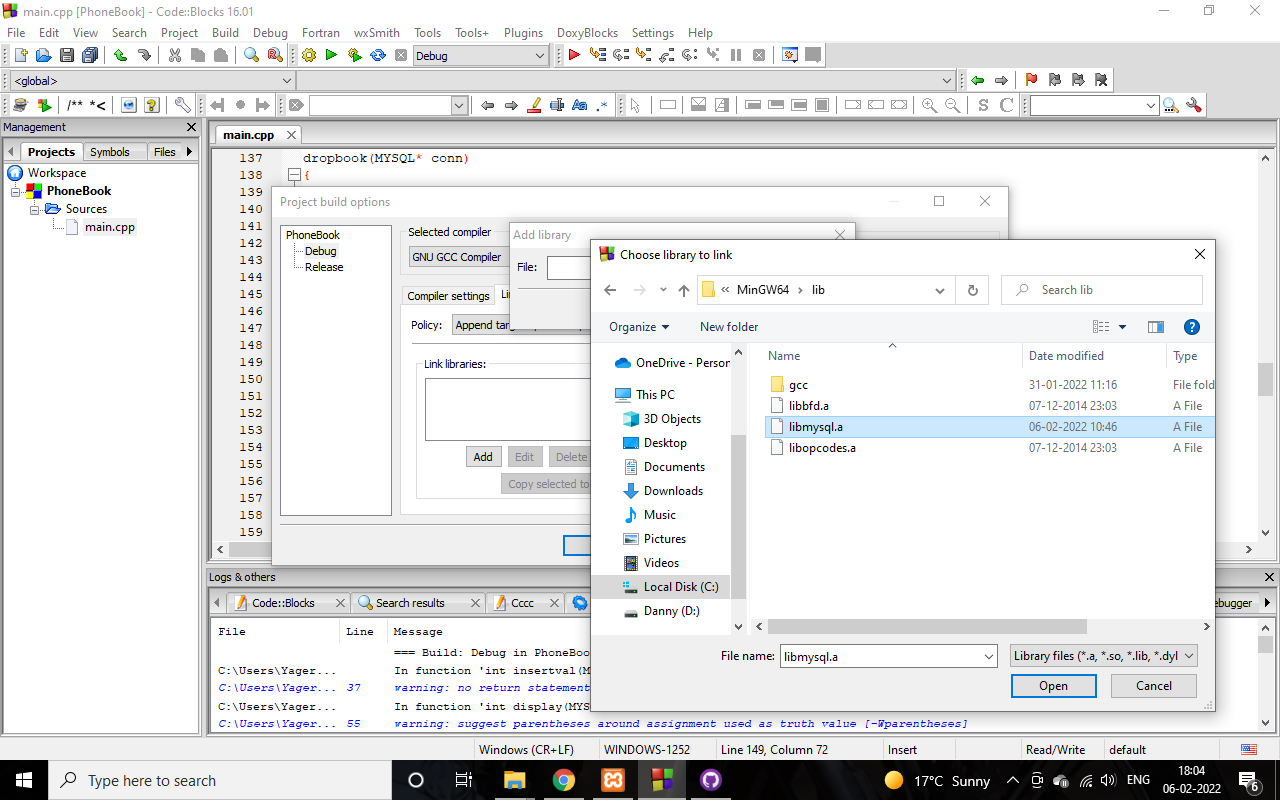 main.cpp [PhoneBook] - Code::Blocks 16.01
File Edit View Search Project Build Debug Fortran wxSmith Tools Tools+ Plugins DoxyBlocks Settings Help
Debug
<global>
/** *< Aa .* S C
Management
main.cpp
Projects Symbols Files
Workspace
PhoneBook
Sources
main.cpp
137 dropbook(MYSQL* conn)
138 {
139
140
141
142
143
144
145
146
147
148
149
150
151
152
153
154
155
156
157
158
159
Project build options
PhoneBook
Debug
Release
Selected compiler
GNU GCC Compiler
Compiler settings
Policy:
Link libraries:
Add Edit Delete
Copy selected to
Add library
File:
Choose library to link
« MinGW64 › lib
Search lib
Organize New folder
OneDrive - Person
This PC
3D Objects
Desktop
Documents
Downloads
Music
Pictures
Videos
Local Disk (C:)
Danny (D:)
Name Date modified Type
gcc 31-01-2022 11:16 File fold
libbfd.a 07-12-2014 23:03 A File
libmysql.a 06-02-2022 10:46 A File
libopcodes.a 07-12-2014 23:03 A File
File name: libmysql.a Library files (*.a, *.so, *.lib, *.dyl
Open Cancel
Logs & others
Code::Blocks Search results Cccc ebugger
File Line Message
=== Build: Debug in PhoneBoo
C:\Users\Yager... In function 'int insertval(M
C:\Users\Yager... 37 warning: no return statement
C:\Users\Yager... In function 'int display(MYS
C:\Users\Yager... 55 warning: suggest parentheses around assignment used as truth value [-Wparentheses]
Windows (CR+LF) WINDOWS-1252 Line 149, Column 72 Insert Read/Write default
Type here to search
17°C Sunny
ENG
18:04
06-02-2022
6